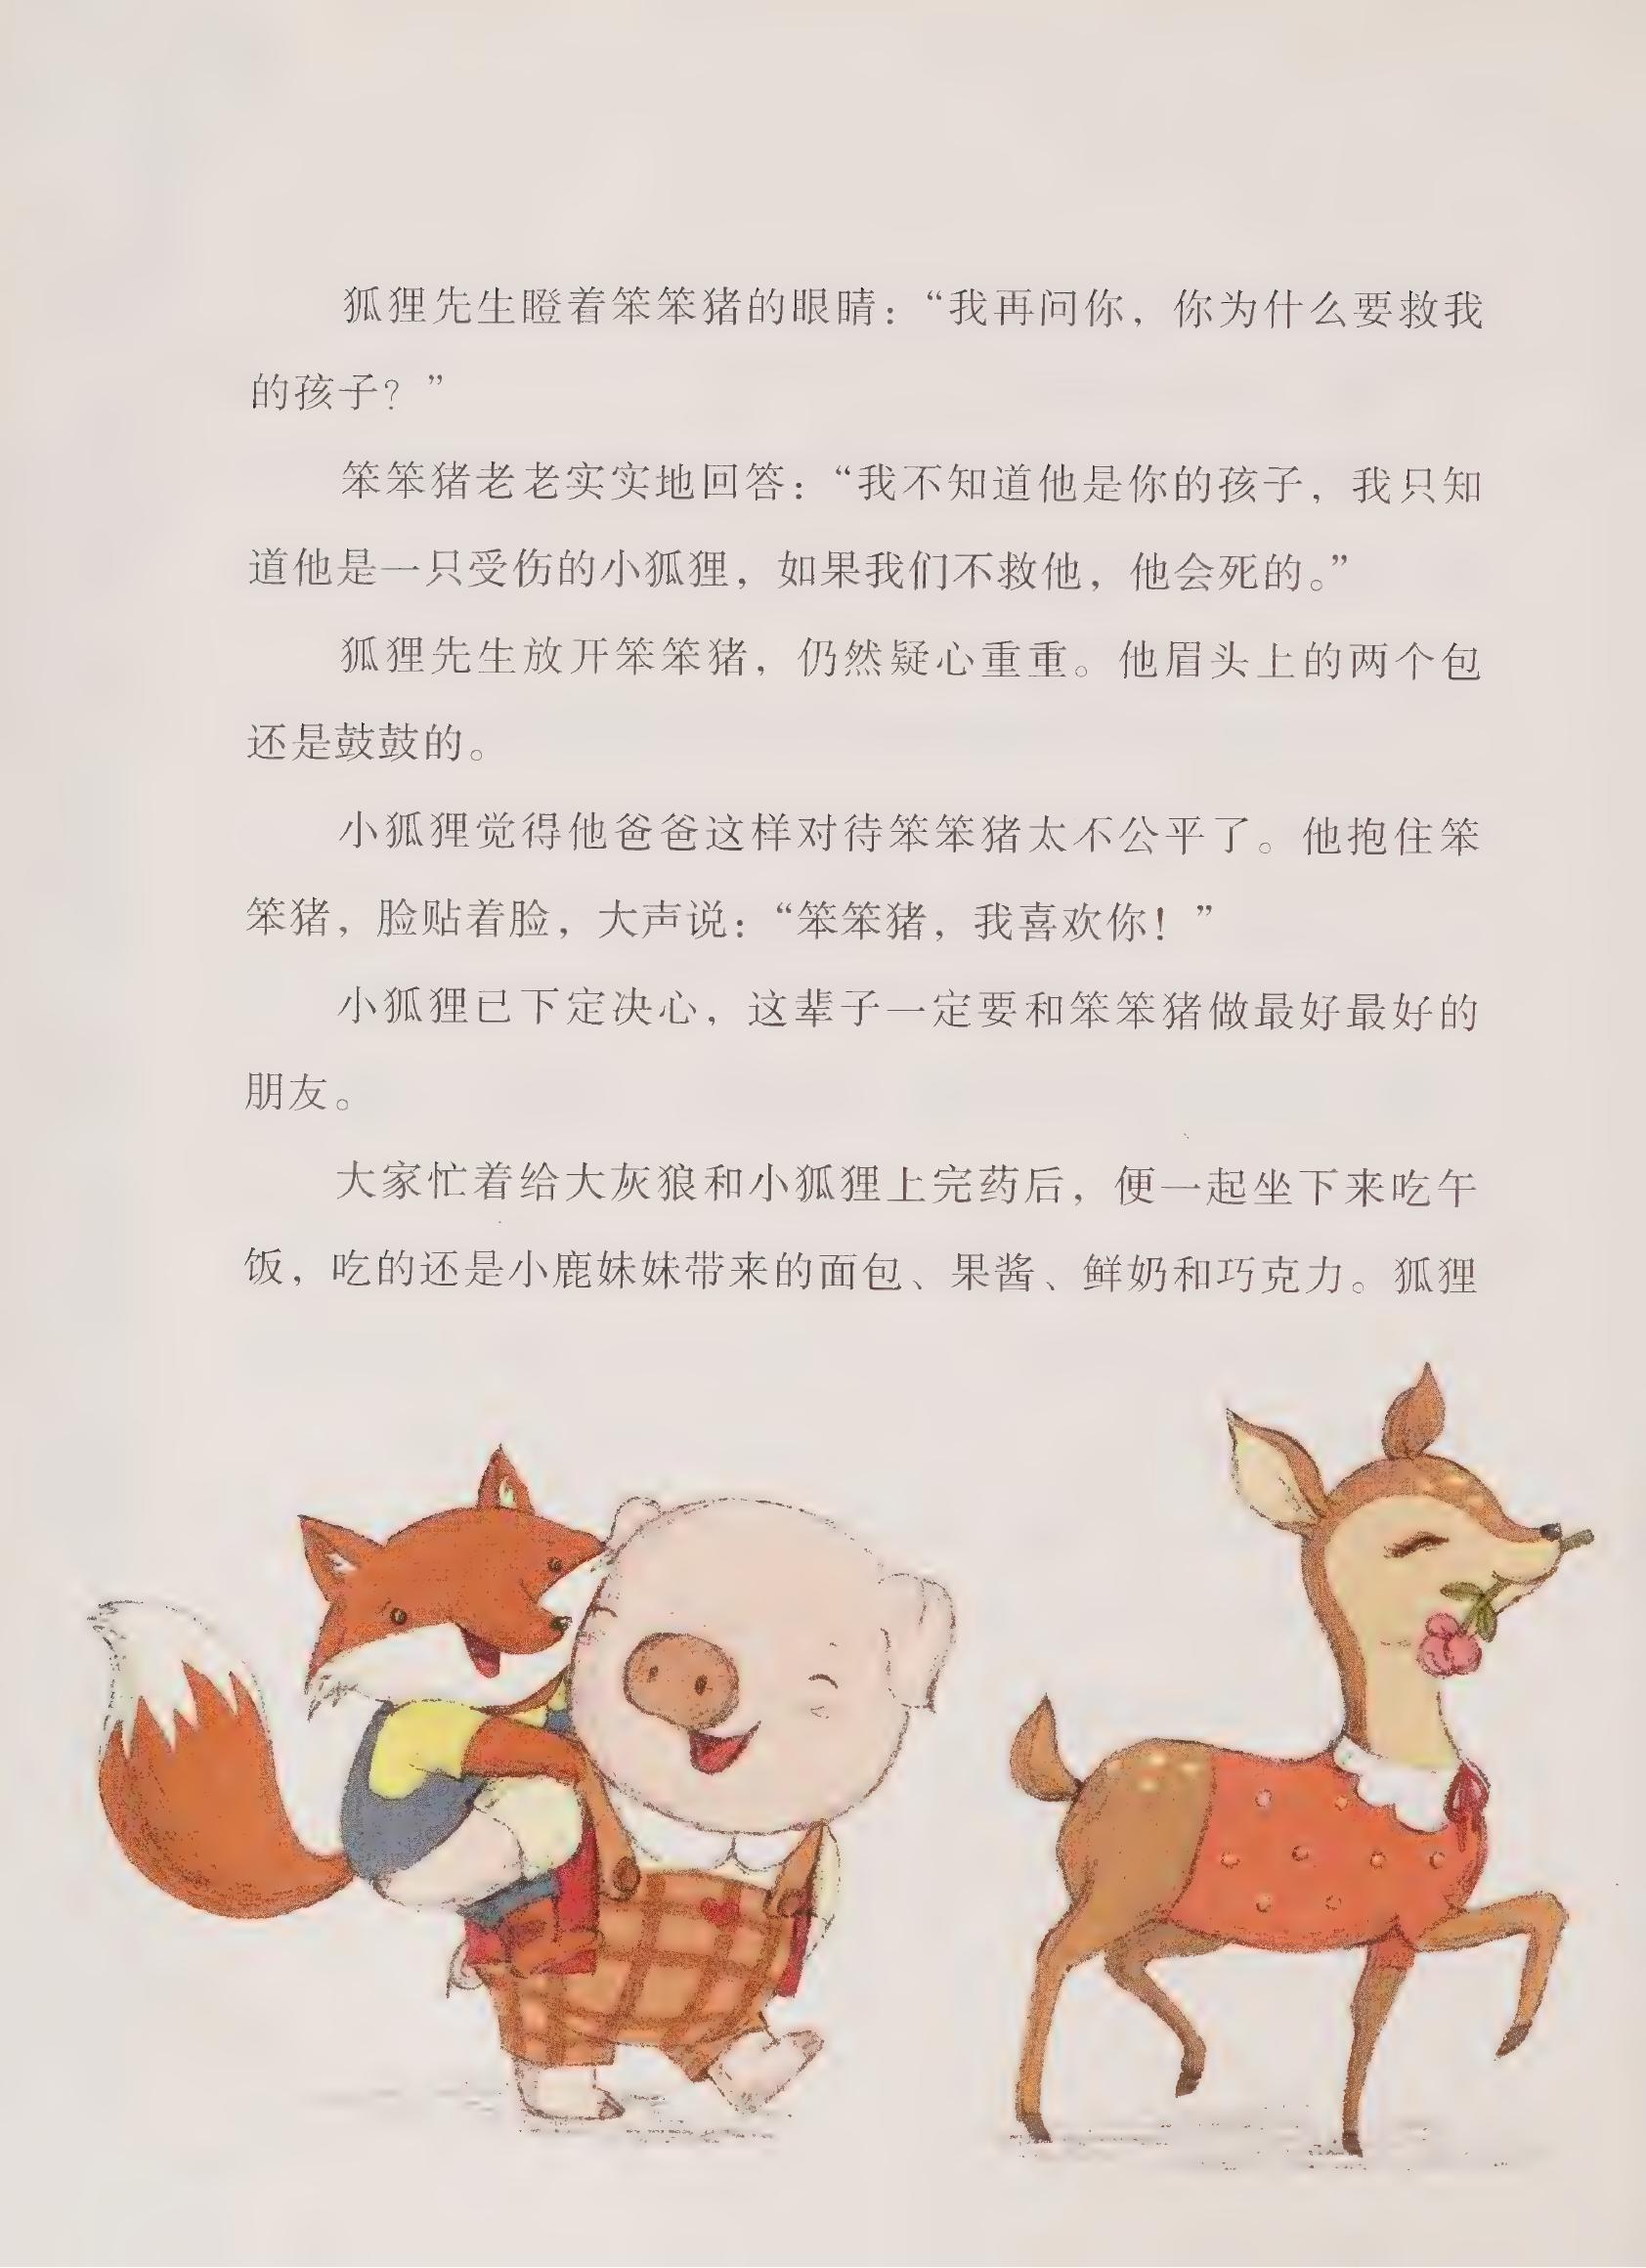 狐狸先生瞪着笨笨猪的眼睛：“我再问你，你为什么要救我
的孩子？”
笨笨猪老老实实地回答：“我不知道他是你的孩子，我只知
道他是一只受伤的小狐狸，如果我们不救他，他会死的。”
狐狸先生放开笨笨猪，仍然疑心重重。他眉头上的两个包
还是鼓鼓的。
小狐狸觉得他爸爸这样对待笨笨猪太不公平了。他抱住笨
笨猪，脸贴着脸，大声说：“笨笨猪，我喜欢你！”
小狐狸已下定决心，这辈子一定要和笨笨猪做最好最好的
朋友。
大家忙着给大灰狼和小狐狸上完药后，便一起坐下来吃午
饭，吃的还是小鹿妹妹带来的面包、果酱、鲜奶和巧克力。狐狸